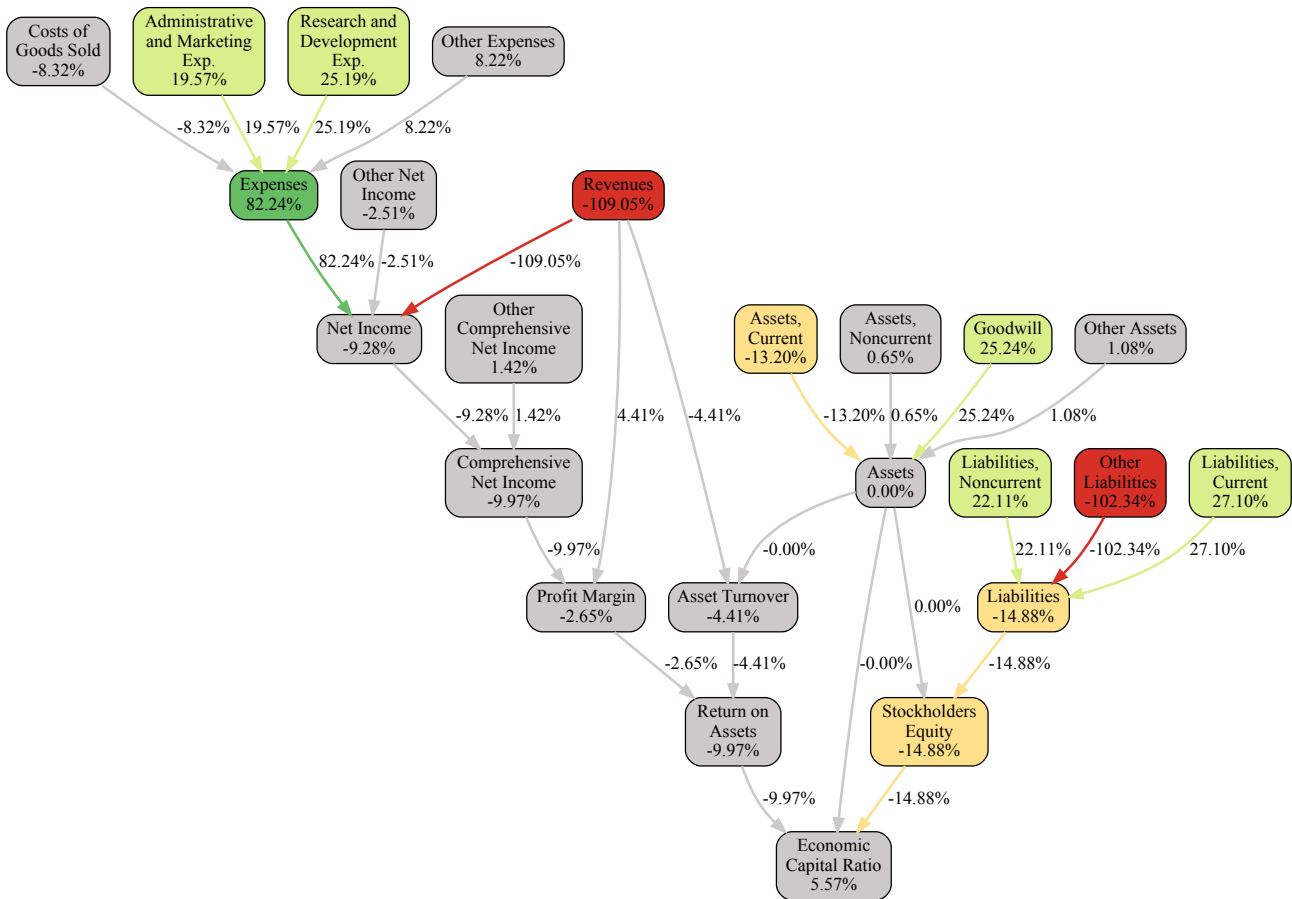 Costs of
Goods Sold
-8.32%
Administrative
and Marketing
Exp.
19.57%
Research and
Development
Exp.
25.19%
Other Expenses
8.22%
-8.32%
19.57%
25.19%
8.22%
Expenses
82.24%
Other Net
Income
-2.51%
Revenues
-109.05%
82.24%
-2.51%
-109.05%
Net Income
-9.28%
Other
Comprehensive
Net Income
1.42%
Assets,
Current
-13.20%
Assets,
Noncurrent
0.65%
Goodwill
25.24%
Other Assets
1.08%
-9.28%
1.42%
4.41%
-4.41%
-13.20%
0.65%
25.24%
1.08%
Comprehensive
Net Income
-9.97%
Assets
0.00%
Liabilities,
Noncurrent
22.11%
Other
Liabilities
-102.34%
Liabilities,
Current
27.10%
-9.97%
-0.00%
22.11%
-102.34%
27.10%
Profit Margin
-2.65%
Asset Turnover
-4.41%
0.00%
Liabilities
-14.88%
-2.65%
-4.41%
-0.00%
-14.88%
Return on
Assets
-9.97%
Stockholders
Equity
-14.88%
-9.97%
-14.88%
Economic
Capital Ratio
5.57%